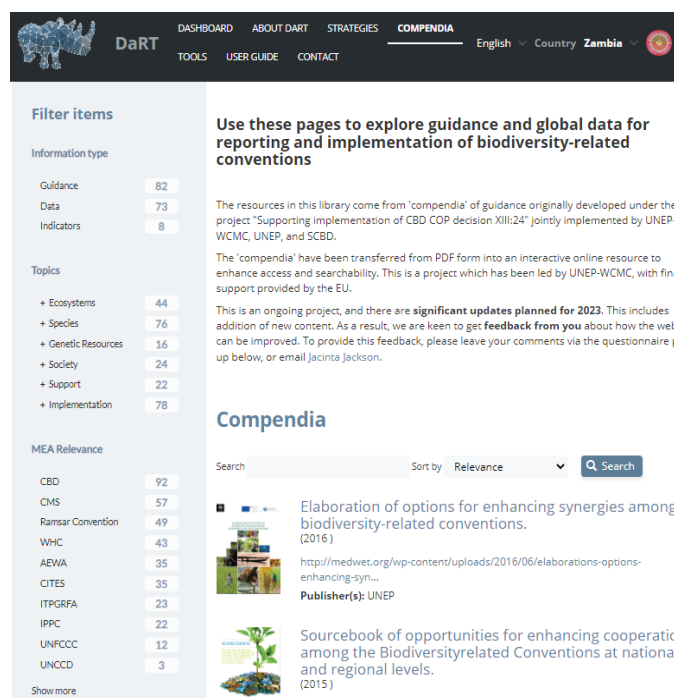 DaRT
DASHBOARD ABOUT DART STRATEGIES COMPENDIA
TOOLS USER GUIDE CONTACT
English Country Zambia
Filter items
Information type
Guidance 82
Data 73
Indicators 8
Topics
+ Ecosystems 44
+ Species 76
+ Genetic Resources 16
+ Society 24
+ Support 22
+ Implementation 78
MEA Relevance
CBD 92
CMS 57
Ramsar Convention 49
WHC 43
AEWA 35
CITES 35
ITPGRFA 23
IPPC 22
UNFCCC 12
UNCCD 3
Show more
Use these pages to explore guidance and global data for
reporting and implementation of biodiversity-related
conventions
The resources in this library come from 'compendia' of guidance originally developed under the
project "Supporting implementation of CBD COP decision XIII:24" jointly implemented by UNEP-
WCMC, UNEP, and SCBD.
The 'compendia' have been transferred from PDF form into an interactive online resource to
enhance access and searchability. This is a project which has been led by UNEP-WCMC, with
support provided by the EU.
This is an ongoing project, and there are significant updates planned for 2023. This includes
addition of new content. As a result, we are keen to get feedback from you about how the
can be improved. To provide this feedback, please leave your comments via the questionnaire
up below, or email Jacinta Jackson.
Compendia
Search Sort by Relevance Search
Elaboration of options for enhancing synergies among
biodiversity-related conventions.
(2016 )
http://medwet.org/wp-content/uploads/2016/06/elaborations-options-
enhancing-syn...
Publisher(s): UNEP
Sourcebook of opportunities for enhancing
among the Biodiversityrelated Conventions at
and regional levels.
(2015 )